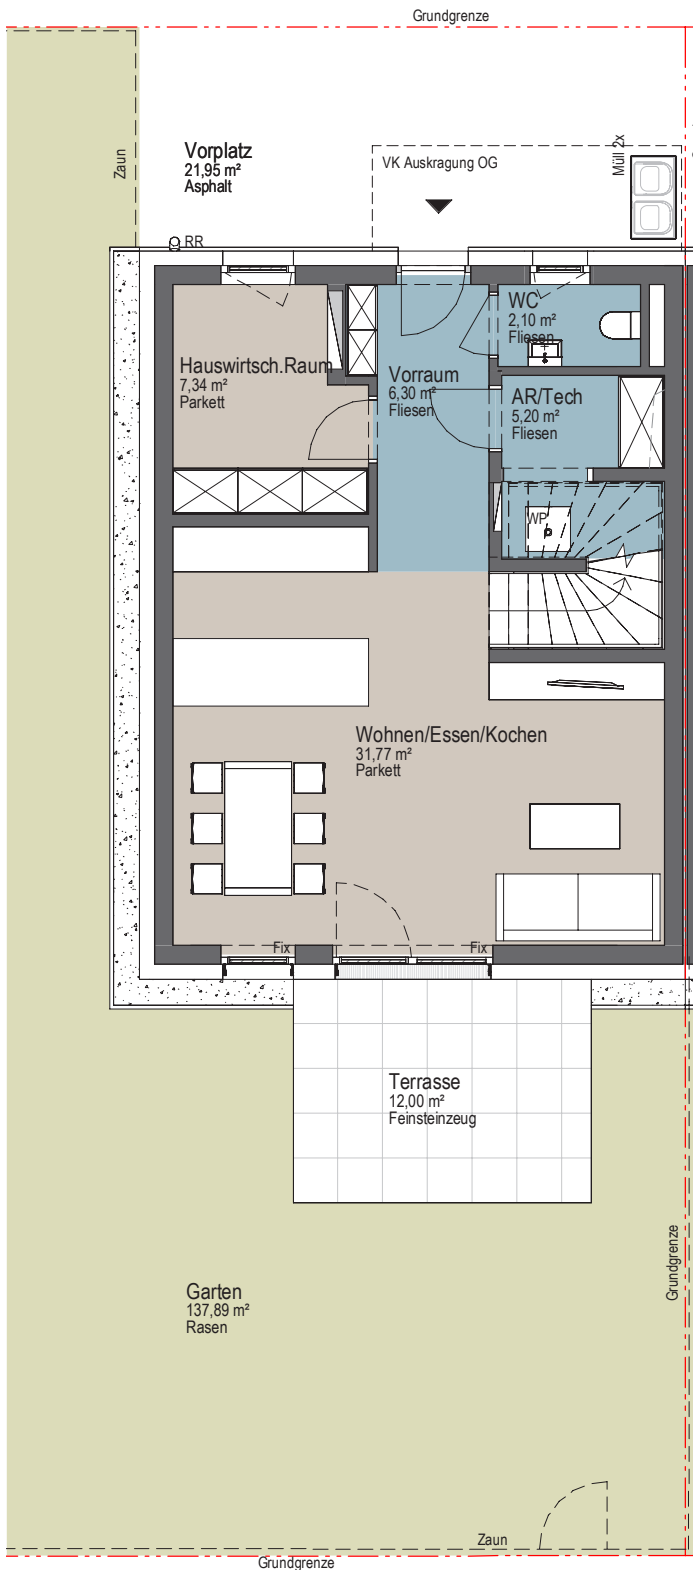 Grundgrenze
Zaun
Vorplatz
21,95 m²
Asphalt
VK Auskragung OG
Müll 2x
RR
WC
2,10 m²
Fliesen
Hauswirtsch.Raum
7,34 m²
Parkett
Vorraum
6,30 m²
Fliesen
AR/Tech
5,20 m²
Fliesen
WP
Wohnen/Essen/Kochen
31,77 m²
Parkett
Fix
Fix
Terrasse
12,00 m²
Feinsteinzeug
Grundgrenze
Garten
137,89 m²
Rasen
Zaun
Grundgrenze